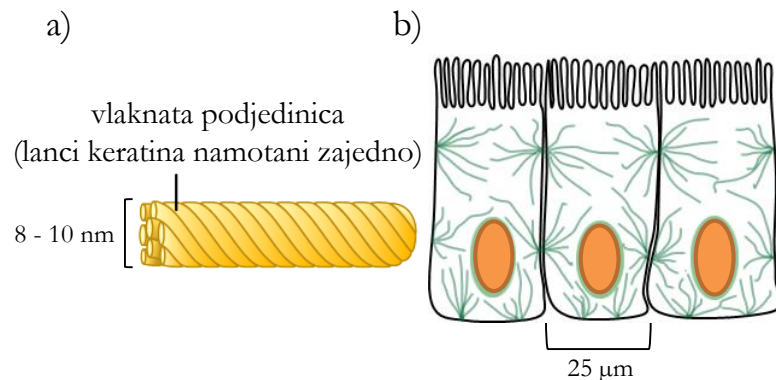 a)
b)
vlaknata podjedinica
(lanci keratina namotani zajedno)
8 - 10 nm
25 µm